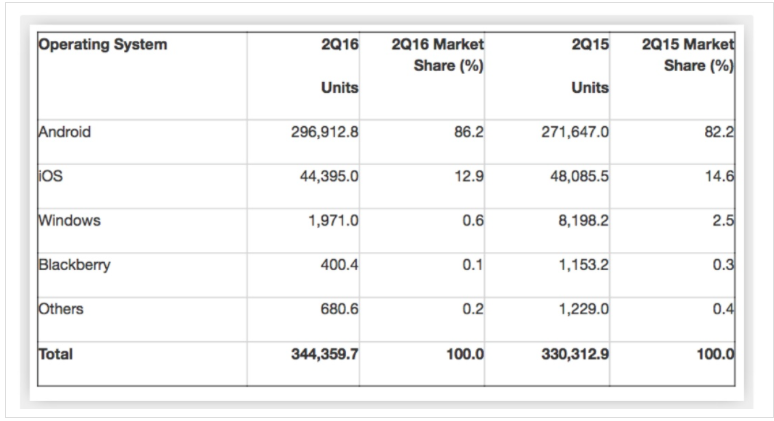 Operating System 2Q16 2Q16 Market 2Q15 2Q15 Market
Share (%) Share (%)
Units Units
Android 296,912.8 86.2 271,647.0 82.2
iOS 44,395.0 12.9 48,085.5 14.6
Windows 1,971.0 0.6 8,198.2 2.5
Blackberry 400.4 0.1 1,153.2 0.3
Others 680.6 0.2 1,229.0 0.4
Total 344,359.7 100.0 330,312.9 100.0